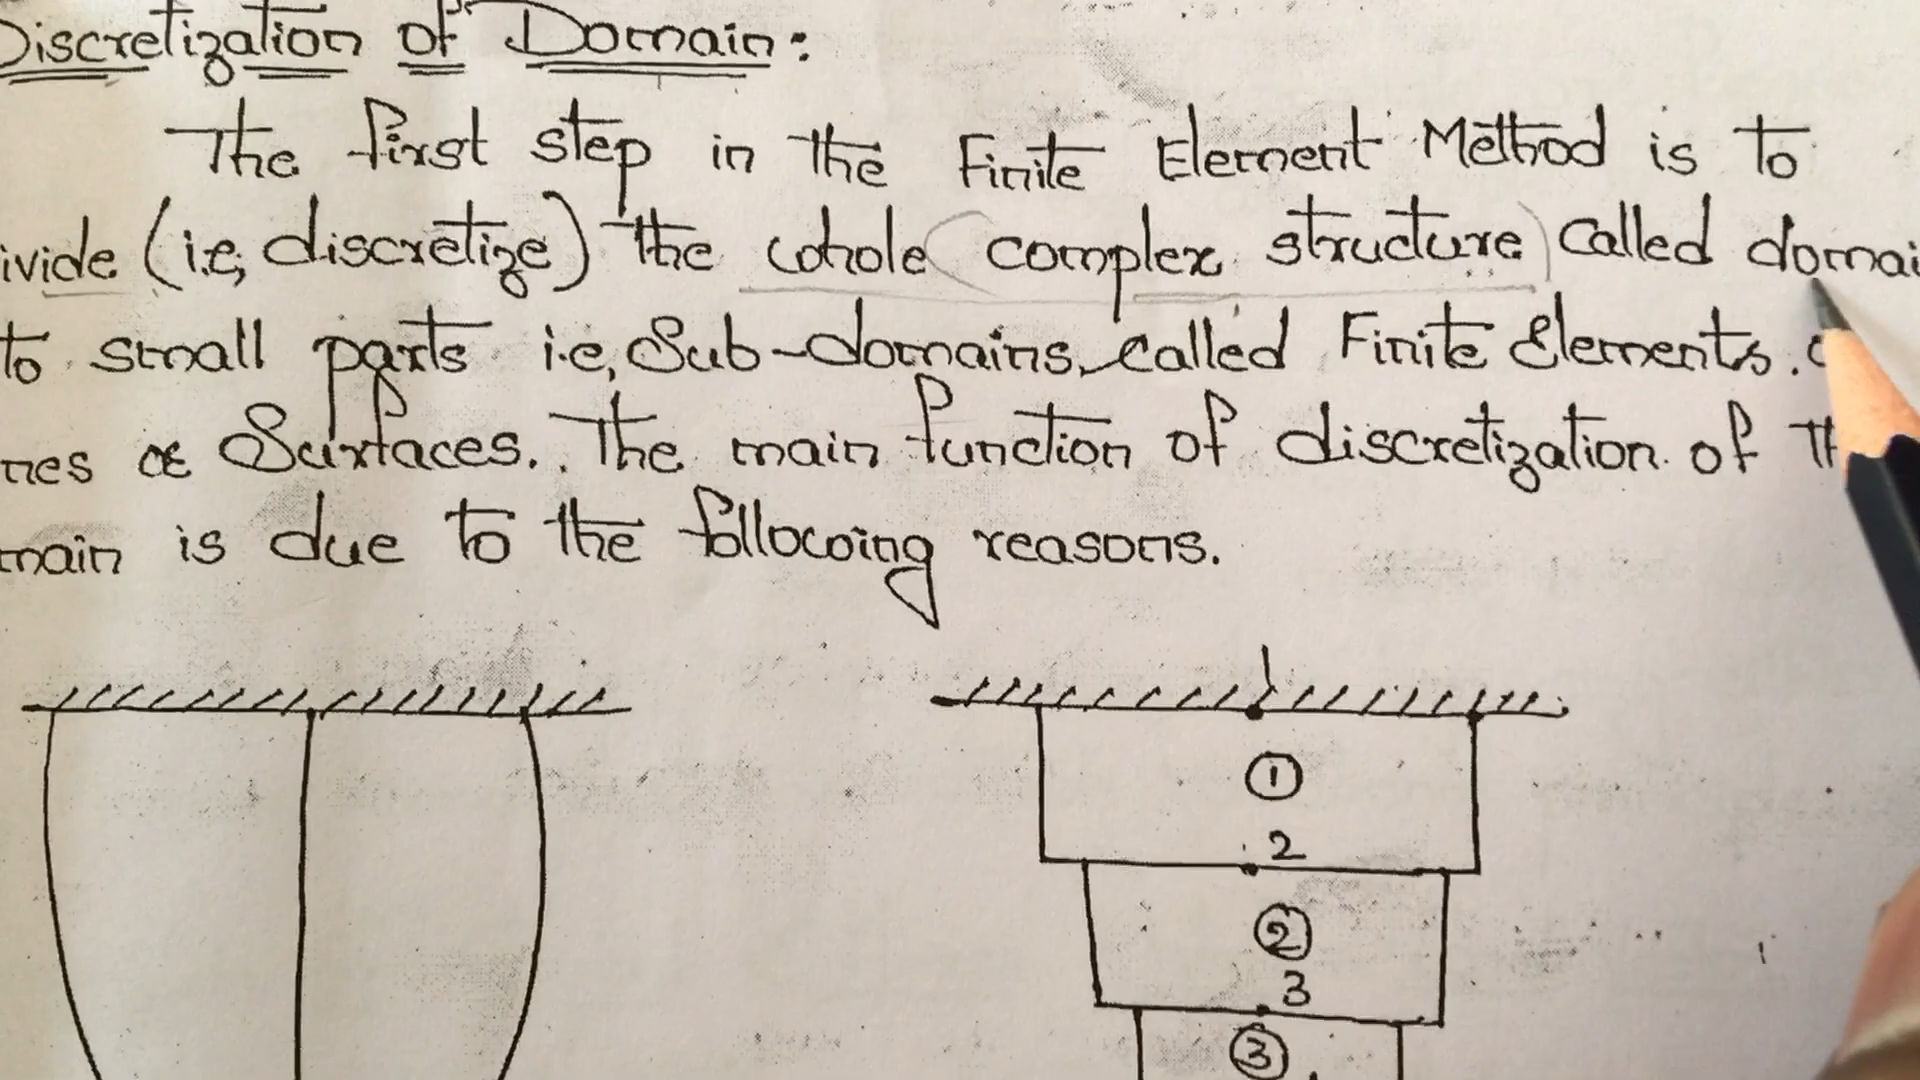 Discretization of Domain:
The first step in the Finite Element Method is to
ivide (i.e, discretize) the whole (complex structure) called domai
to small parts i.e, Sub-domains, called Finite Elements.
nes or Surfaces. The main function of discretization of th
main is due to the following reasons.
1
①
2
②
3
③